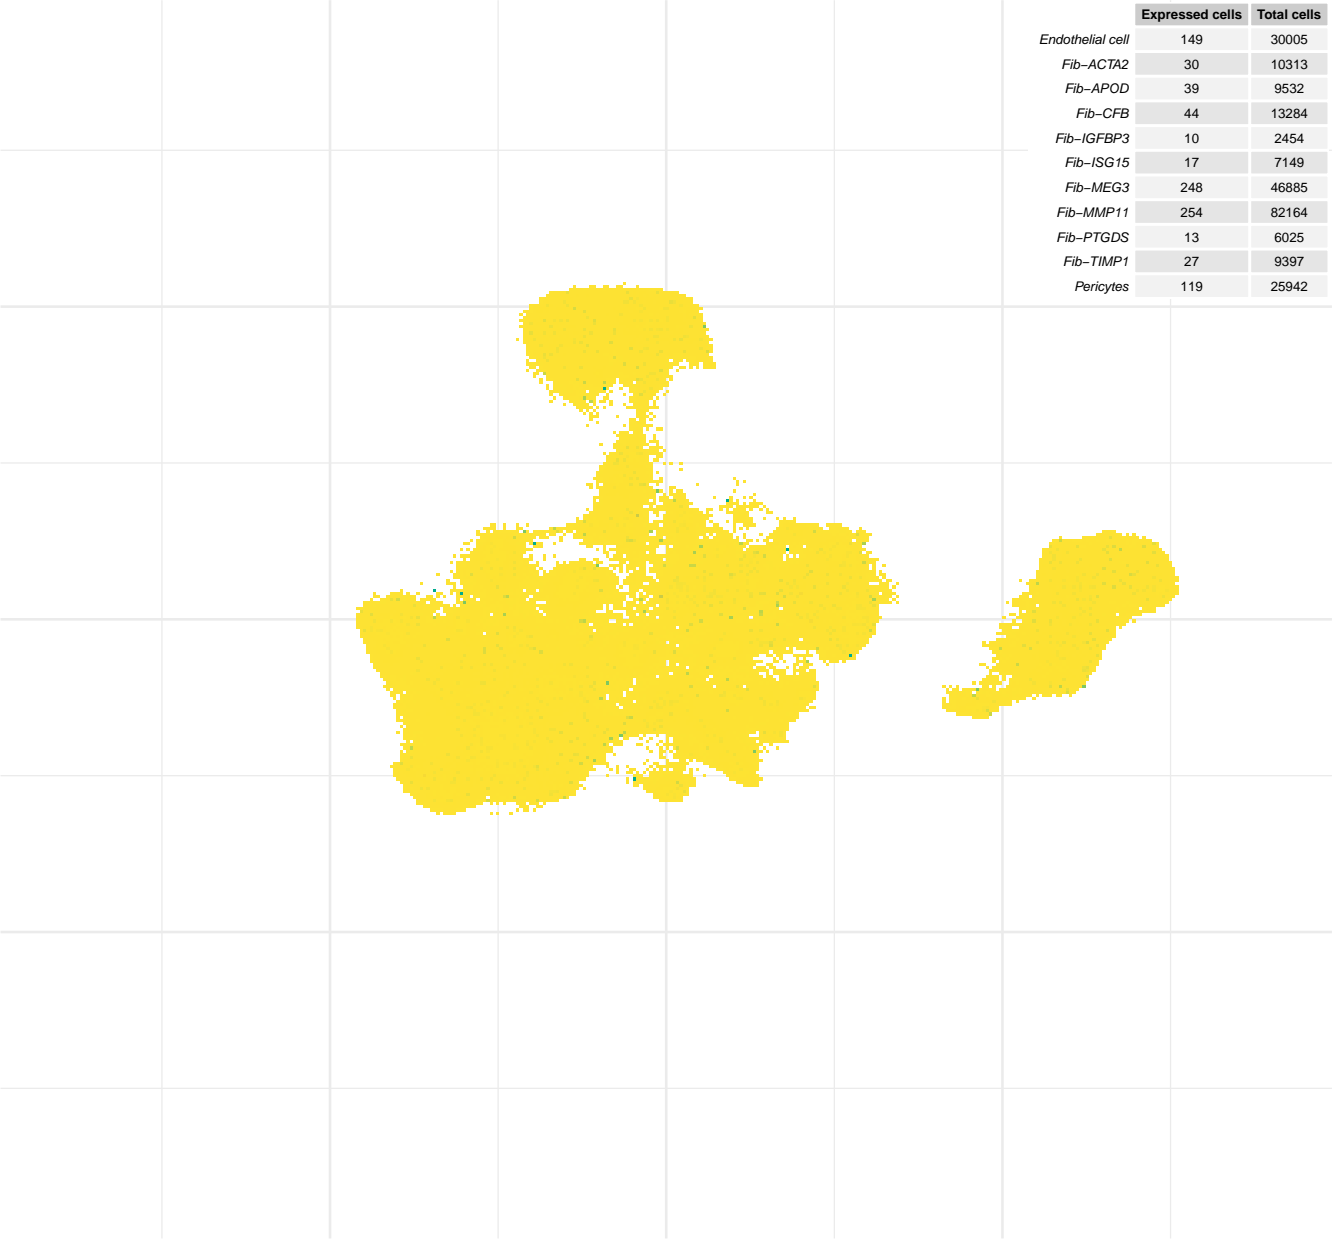 Expressed cells Total cells
Endothelial cell 149 30005
Fib−ACTA2 30 10313
Fib−APOD 39 9532
Fib−CFB 44 13284
Fib−IGFBP3 10 2454
Fib−ISG15 17 7149
Fib−MEG3 248 46885
Fib−MMP11 254 82164
Fib−PTGDS 13 6025
Fib−TIMP1 27 9397
Pericytes 119 25942